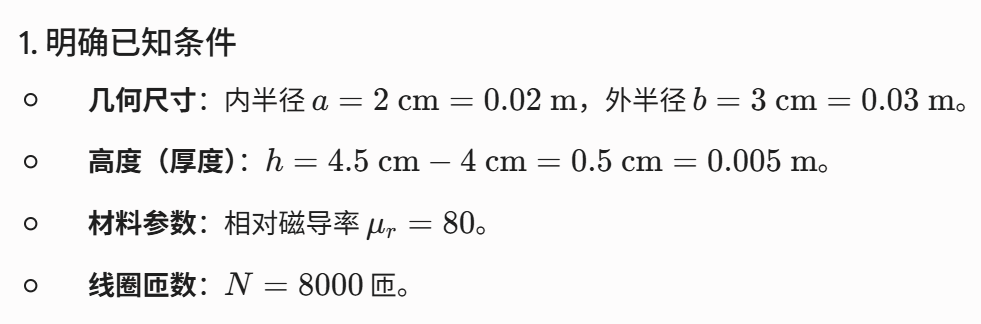 1. 明确已知条件
几何尺寸：内半径 a = 2 cm = 0.02 m，外半径 b = 3 cm = 0.03 m。
高度（厚度）：h = 4.5 cm − 4 cm = 0.5 cm = 0.005 m。
材料参数：相对磁导率 μr = 80。
线圈匝数：N = 8000 匝。